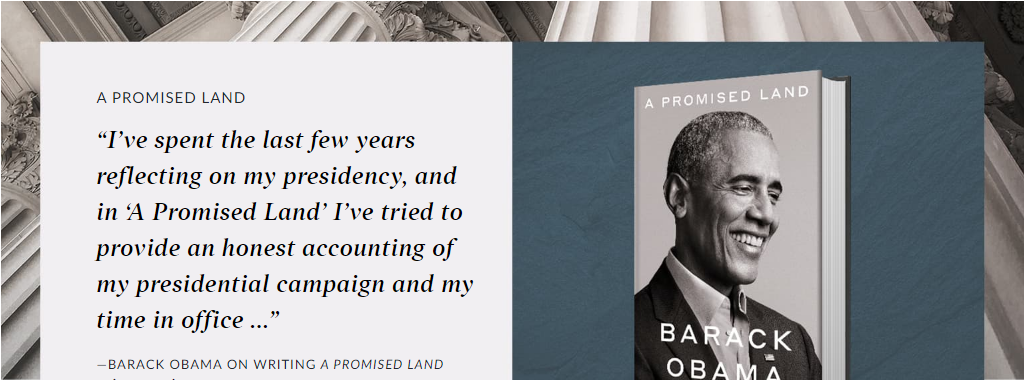 A PROMISED LAND
“I’ve spent the last few years
reflecting on my presidency, and
in ‘A Promised Land’ I’ve tried to
provide an honest accounting of
my presidential campaign and my
time in office ...”
—BARACK OBAMA ON WRITING A PROMISED LAND
A PROMISED LAND
BARACK
OBAMA